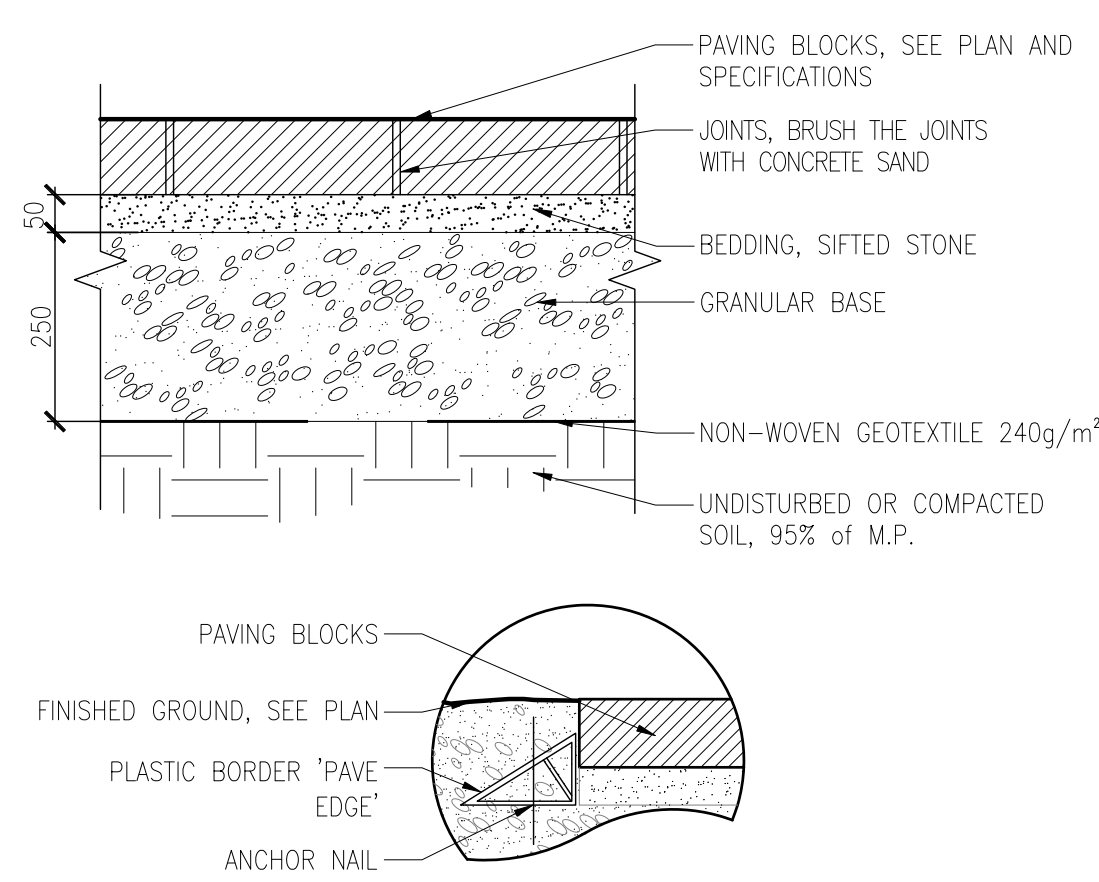 PAVING BLOCKS, SEE PLAN AND
SPECIFICATIONS
JOINTS, BRUSH THE JOINTS
WITH CONCRETE SAND
50
BEDDING, SIFTED STONE
GRANULAR BASE
250
NON-WOVEN GEOTEXTILE 240g/m²
UNDISTURBED OR COMPACTED
SOIL, 95% of M.P.
PAVING BLOCKS
FINISHED GROUND, SEE PLAN
PLASTIC BORDER 'PAVE
EDGE'
ANCHOR NAIL